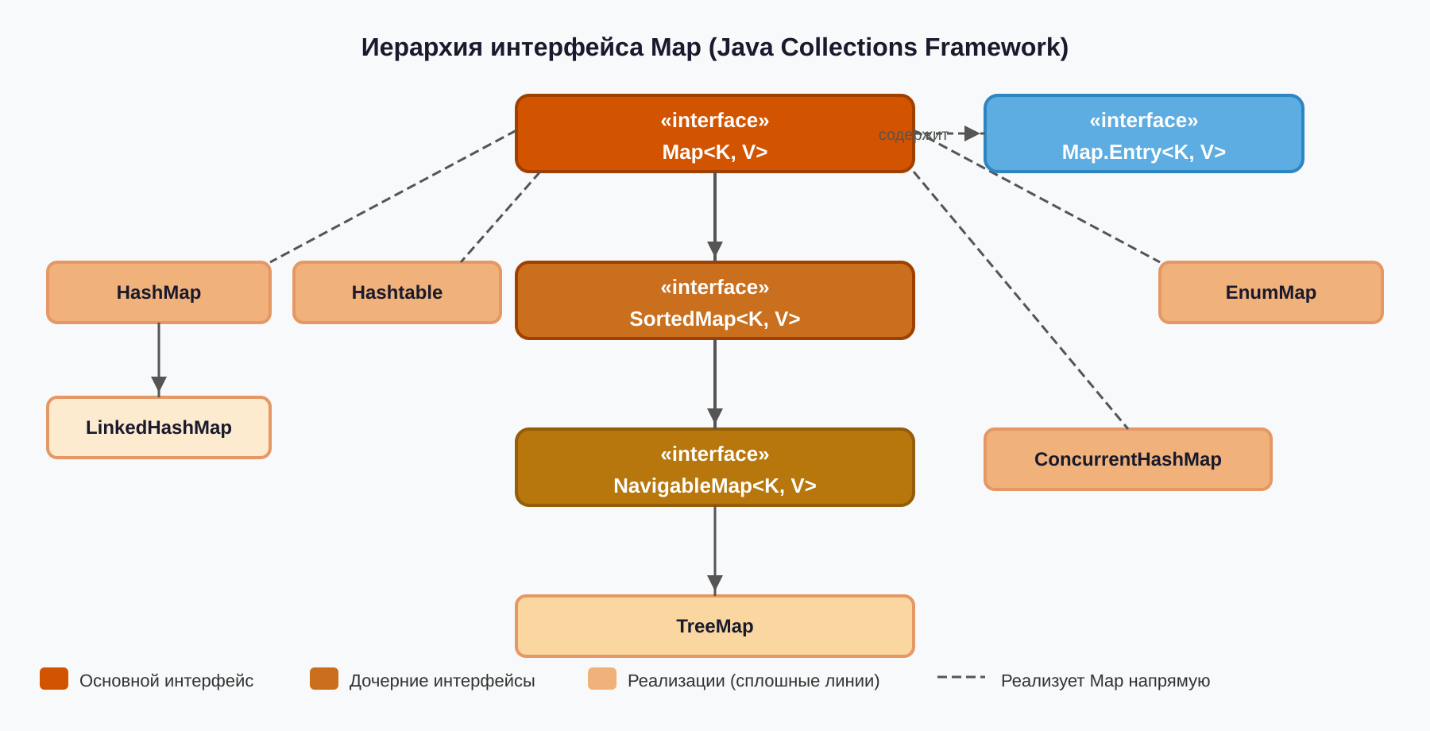 Иерархия интерфейса Map (Java Collections Framework)
«interface»
Map<K, V>
содержит
«interface»
Map.Entry<K, V>
HashMap
Hashtable
«interface»
SortedMap<K, V>
EnumMap
LinkedHashMap
«interface»
NavigableMap<K, V>
ConcurrentHashMap
TreeMap
Основной интерфейс
Дочерние интерфейсы
Реализации (сплошные линии)
Реализует Map напрямую